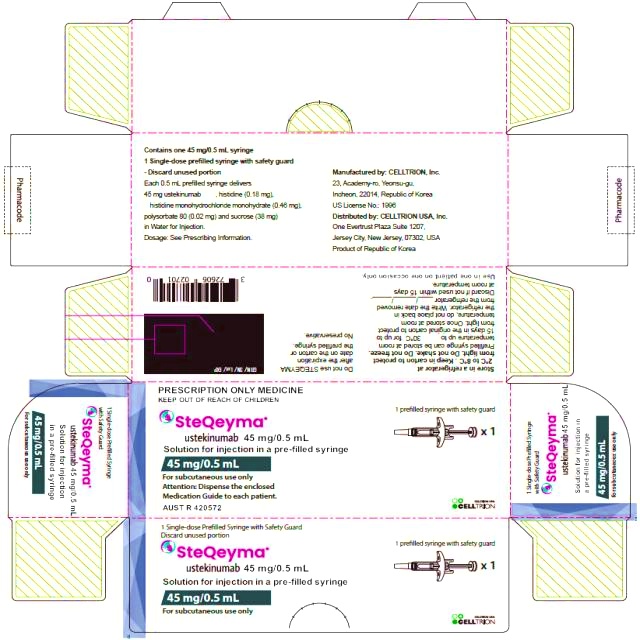 Contains one 45 mg/0.5 mL syringe
1 Single-dose prefilled syringe with safety guard
- Discard unused portion
Each 0.5 mL prefilled syringe delivers
45 mg ustekinumab , histidine (0.18 mg),
histidine monohydrochloride monohydrate (0.46 mg),
polysorbate 80 (0.02 mg) and sucrose (38 mg)
in Water for Injection.
Dosage: See Prescribing Information.
Manufactured by: CELLTRION, Inc.
23, Academy-ro, Yeonsu-gu,
Incheon, 22014, Republic of Korea
US License No.: 1996
Distributed by: CELLTRION USA, Inc.
One Evertrust Plaza Suite 1207,
Jersey City, New Jersey, 07302, USA
Product of Republic of Korea
Pharmacode
Pharmacode
Store in a refrigerator at
2°C to 8°C. Keep in carton to protect
from light. Do not shake. Do not freeze.
Prefilled syringe can be stored at room
temperature up to 30°C for up to
15 days in the original carton to protect
from light. Once stored at room
temperature, do not place back in
the refrigerator. Write the date removed
from the refrigerator / /
Discard if not used within 15 days
at room temperature.
Use in one patient on one occasion only
Do not use STEQEYMA
after the expiration
date on the carton or
the prefilled syringe.
No preservative.
3 72606 02701 0
GTIN/ SN/ Lot/ EXP
PRESCRIPTION ONLY MEDICINE
KEEP OUT OF REACH OF CHILDREN
SteQeyma
ustekinumab 45 mg/0.5 mL
Solution for injection in a pre-filled syringe
45 mg/0.5 mL
For subcutaneous use only
Attention: Dispense the enclosed
Medication Guide to each patient.
AUST R 420572
1 prefilled syringe with safety guard
x 1
CELLTRION
1 Single-dose Prefilled Syringe
with Safety Guard
SteQeyma
ustekinumab 45 mg/0.5 mL
Solution for injection
in a pre-filled syringe
45 mg/0.5 mL
For subcutaneous use only
1 Single-dose Prefilled Syringe
with Safety Guard
SteQeyma
ustekinumab 45 mg/0.5 mL
Solution for injection in
a pre-filled syringe
45 mg/0.5 mL
For subcutaneous use only
1 Single-dose Prefilled Syringe with Safety Guard
Discard unused portion
SteQeyma
ustekinumab 45 mg/0.5 mL
Solution for injection in a pre-filled syringe
45 mg/0.5 mL
For subcutaneous use only
1 prefilled syringe with safety guard
x 1
CELLTRION